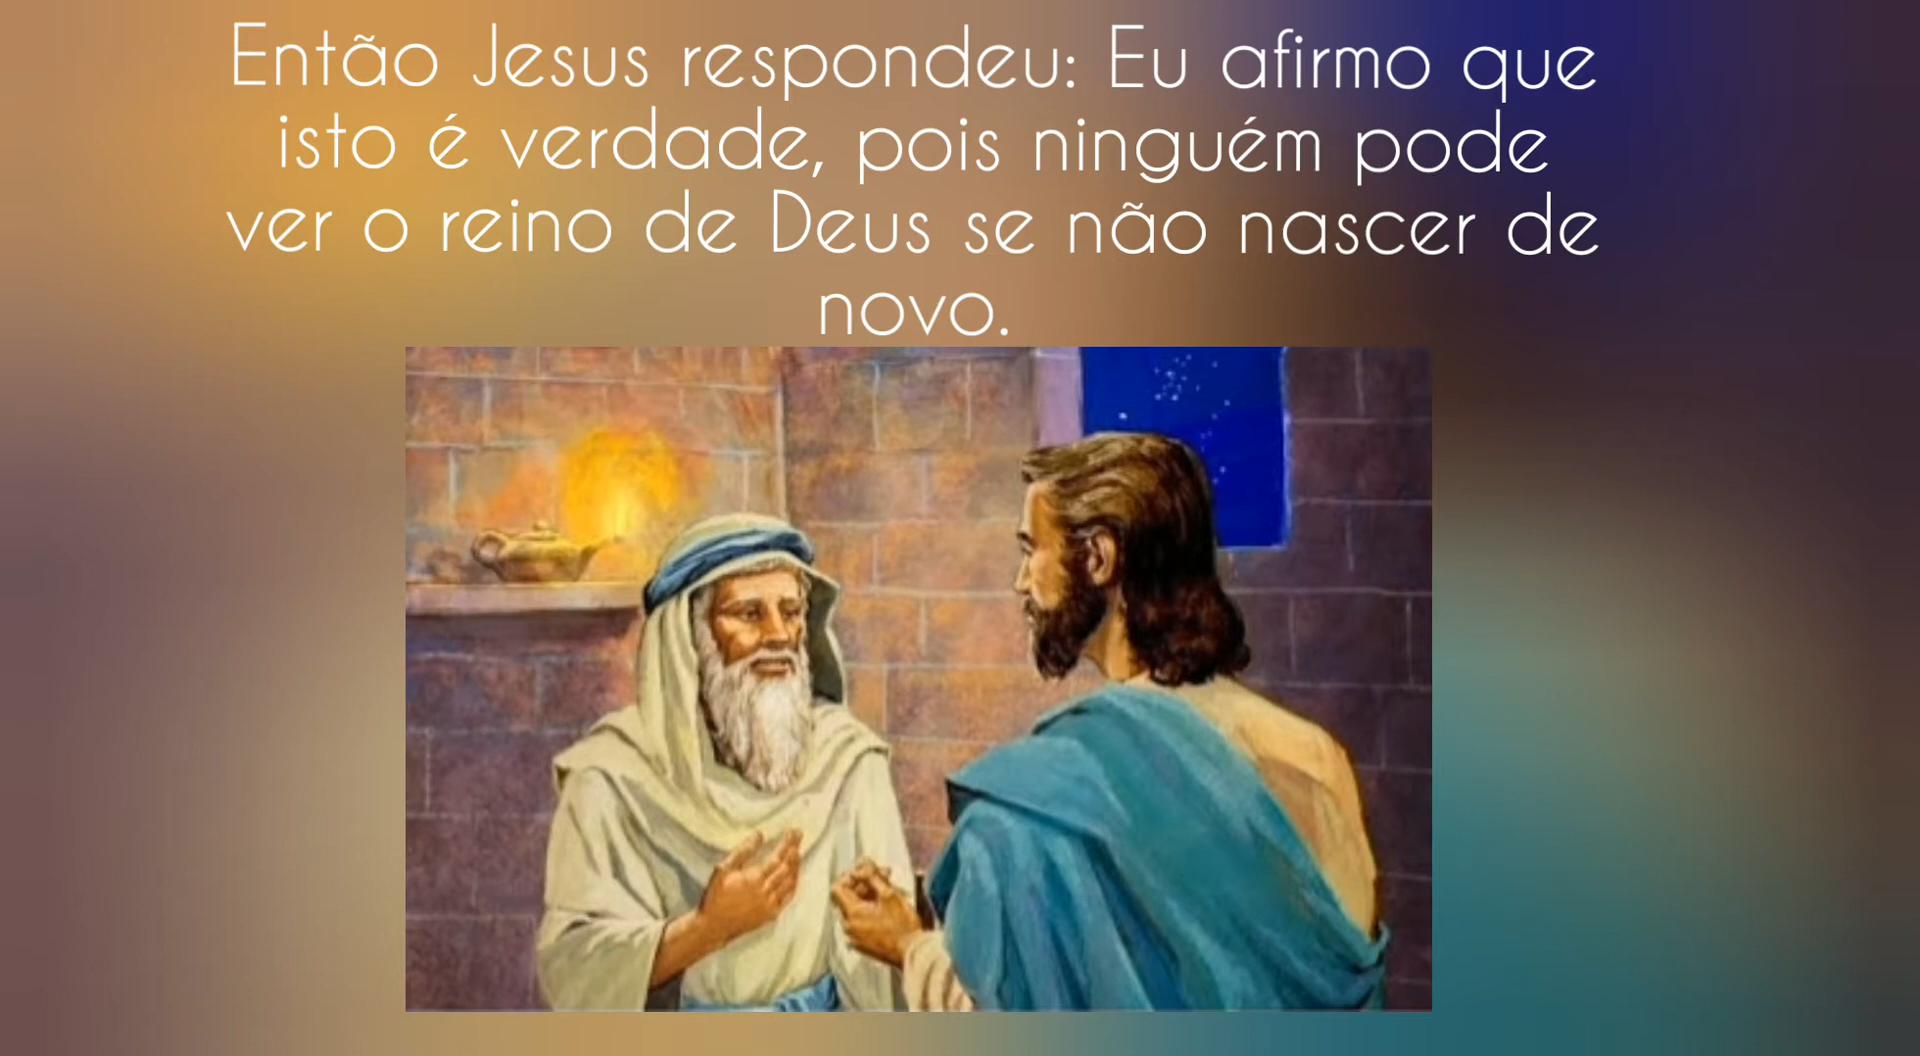 Então Jesus respondeu: Eu afirmo que
isto é verdade, pois ninguém pode
ver o reino de Deus se não nascer de
novo.